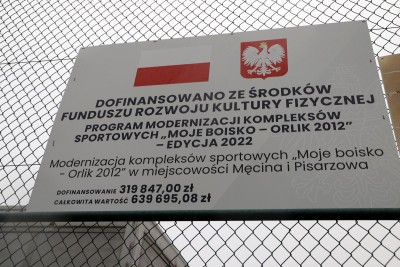 DOFINANSOWANO ZE ŚRODKÓW
FUNDUSZU ROZWOJU KULTURY FIZYCZNEJ
PROGRAM MODERNIZACJI KOMPLEKSÓW
SPORTOWYCH „MOJE BOISKO – ORLIK 2012”
– EDYCJA 2022
Modernizacja kompleksów sportowych „Moje boisko
- Orlik 2012” w miejscowości Męcina i Pisarzowa
DOFINANSOWANIE 319 847,00 zł
CAŁKOWITA WARTOŚĆ 639 695,08 zł